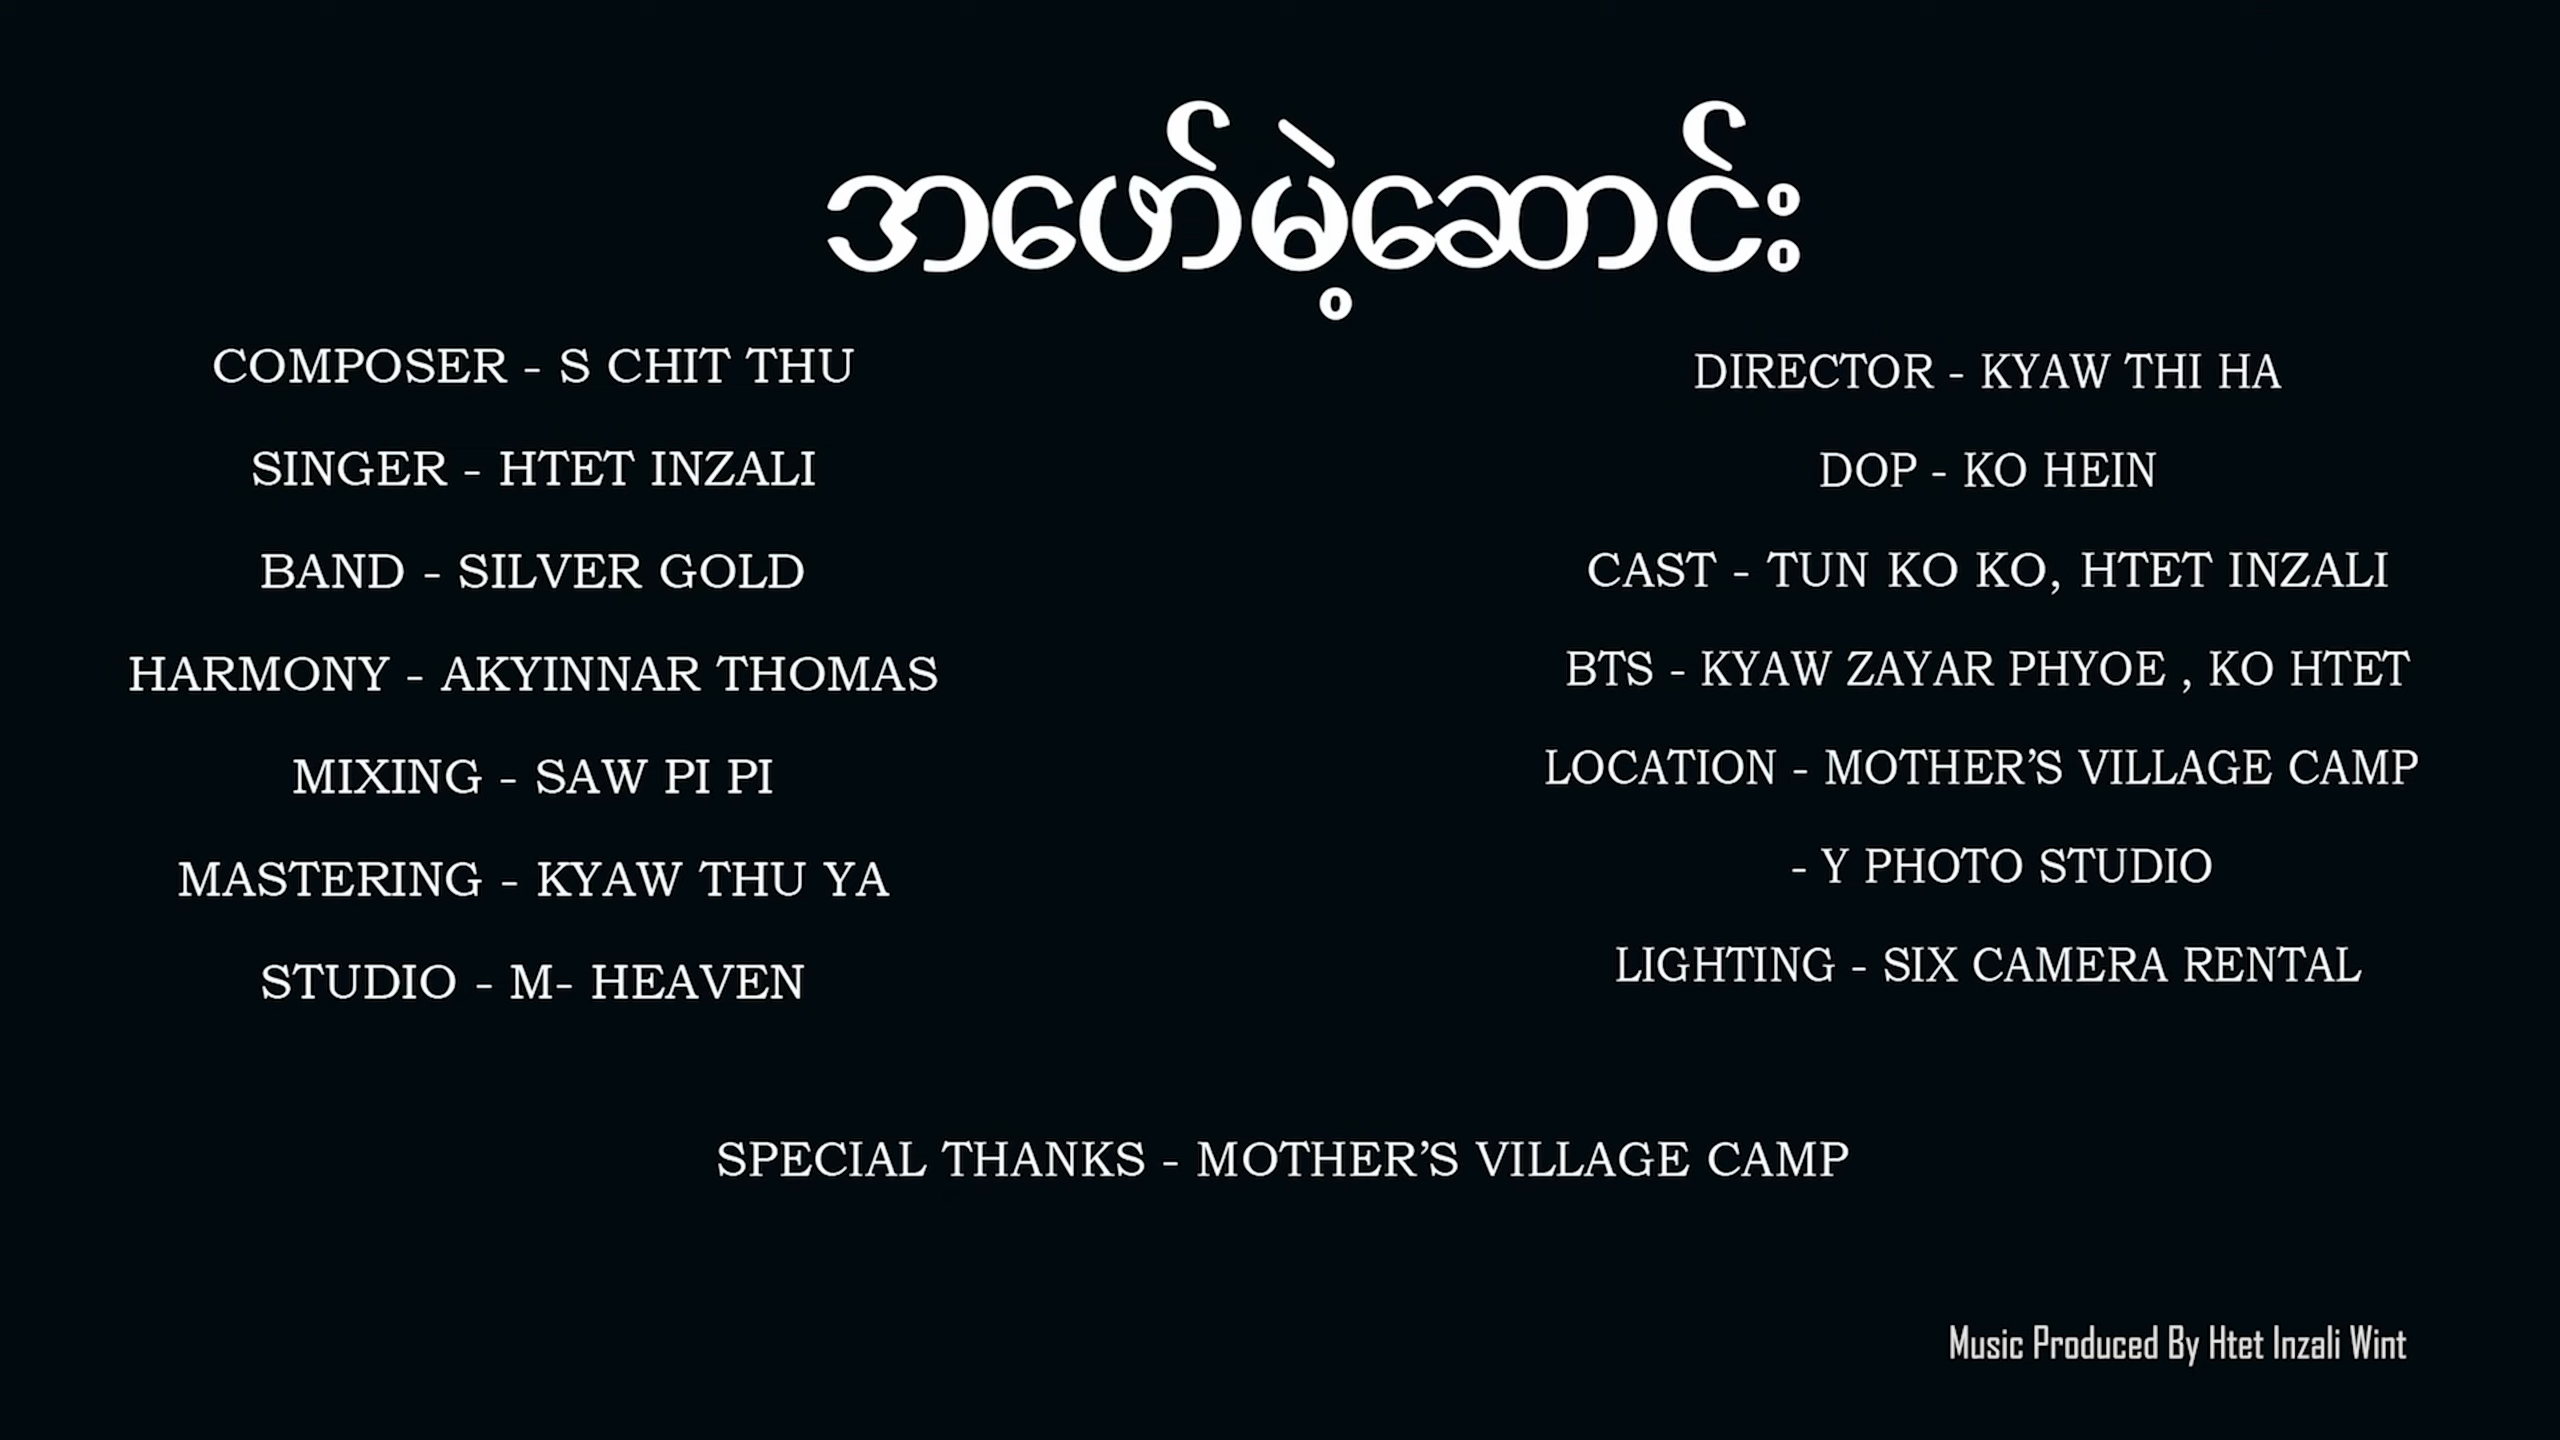 အဖော်မဲ့ဆောင်း
COMPOSER - S CHIT THU
SINGER - HTET INZALI
BAND - SILVER GOLD
HARMONY - AKYINNAR THOMAS
MIXING - SAW PI PI
MASTERING - KYAW THU YA
STUDIO - M- HEAVEN
DIRECTOR - KYAW THI HA
DOP - KO HEIN
CAST - TUN KO KO, HTET INZALI
BTS - KYAW ZAYAR PHYOE , KO HTET
LOCATION - MOTHER’S VILLAGE CAMP
- Y PHOTO STUDIO
LIGHTING - SIX CAMERA RENTAL
SPECIAL THANKS - MOTHER’S VILLAGE CAMP
Music Produced By Htet Inzali Wint